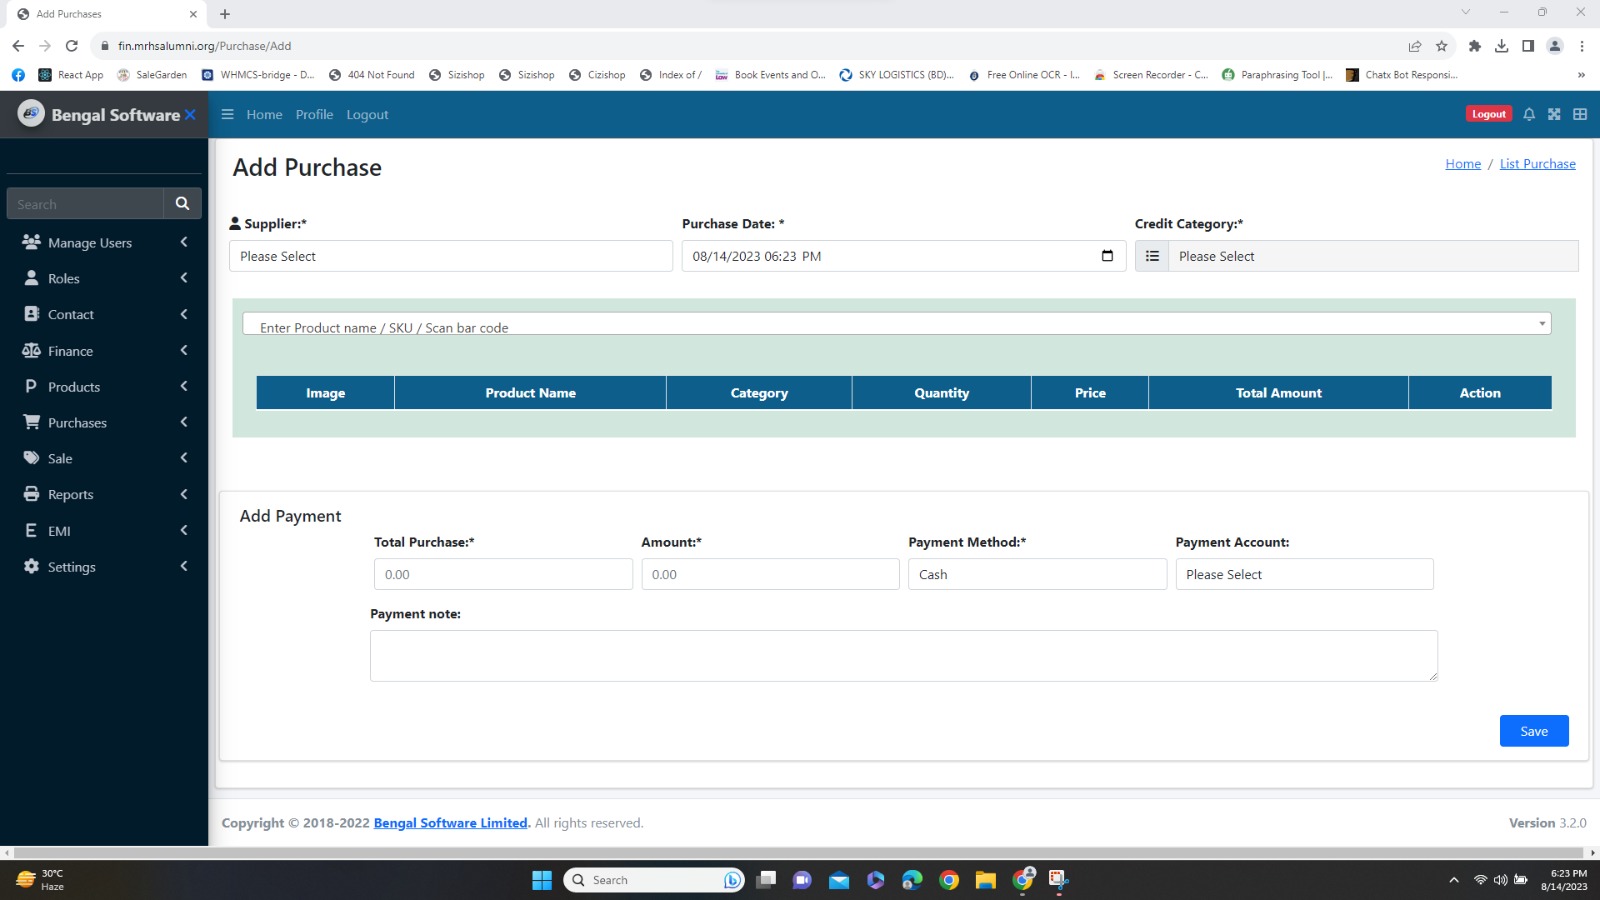 Add Purchases
fin.mrhsalumni.org/Purchase/Add
React App SaleGarden WHMCS-bridge - D... 404 Not Found Sizishop Sizishop Cizishop Index of / Book Events and O... SKY LOGISTICS (BD)... Free Online OCR - I... Screen Recorder - C... Paraphrasing Tool |... Chatx Bot Responsi... »
Bengal Software Home Profile Logout Logout
Add Purchase
Home / List Purchase
Search
Manage Users
Roles
Contact
Finance
P Products
Purchases
Sale
Reports
E EMI
Settings
Supplier:* Purchase Date: * Credit Category:*
Please Select 08/14/2023 06:23 PM Please Select
Enter Product name / SKU / Scan bar code
Image Product Name Category Quantity Price Total Amount Action
Add Payment
Total Purchase:* Amount:* Payment Method:* Payment Account:
0.00 0.00 Cash Please Select
Payment note:
Save
Copyright © 2018-2022 Bengal Software Limited. All rights reserved. Version 3.2.0
30°C
Haze
Search
6:23 PM
8/14/2023